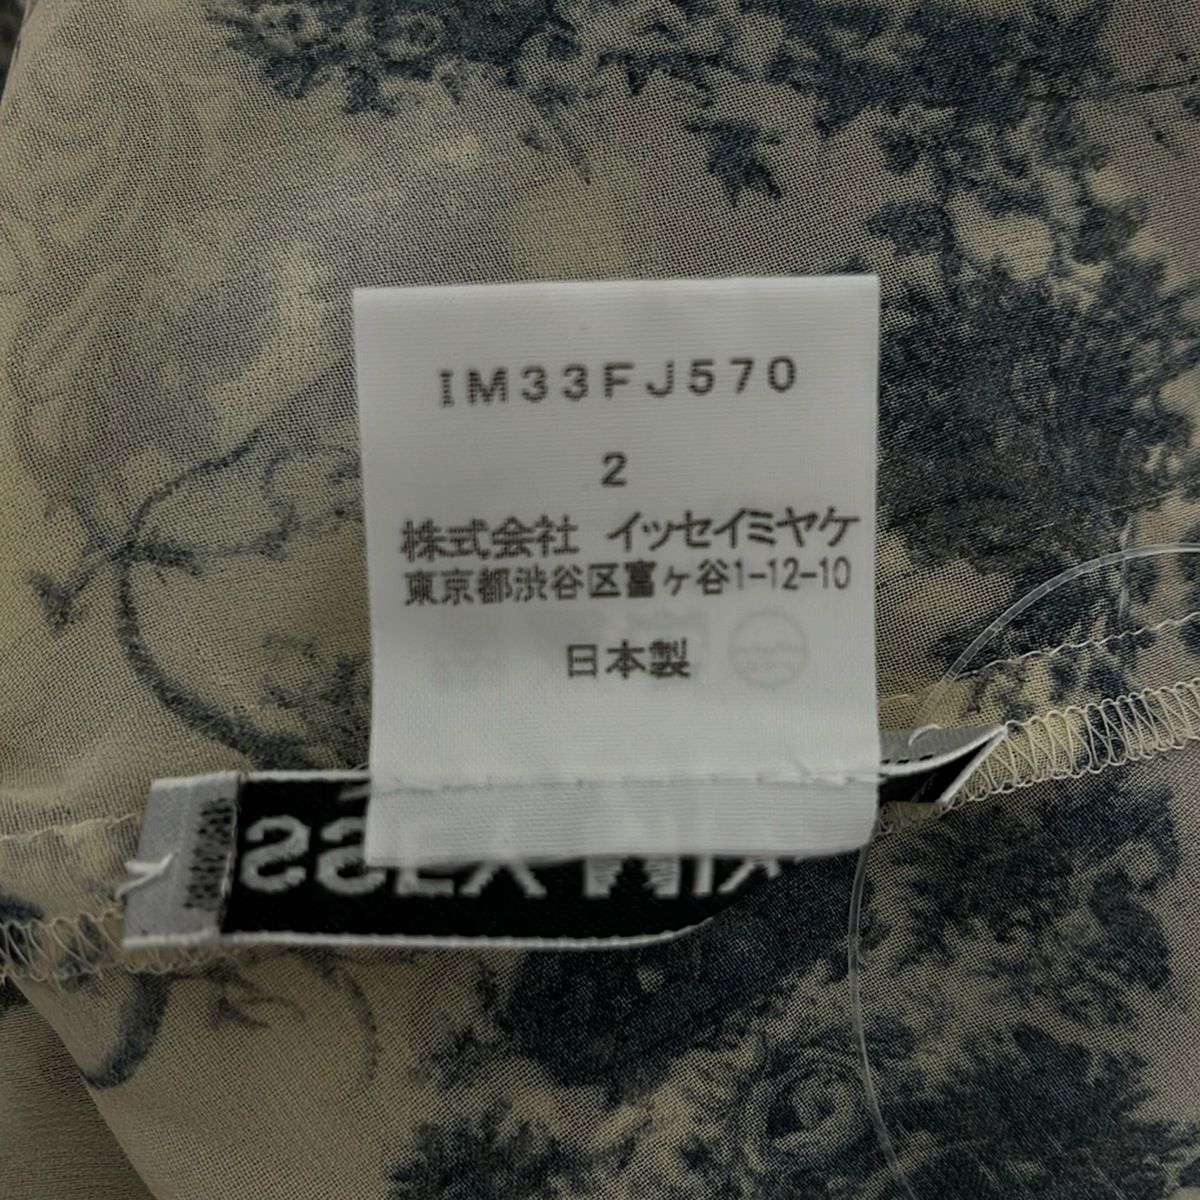 IM33FJ570
2
株式会社 イッセイミヤケ
東京都渋谷区富ヶ谷1-12-10
日本製